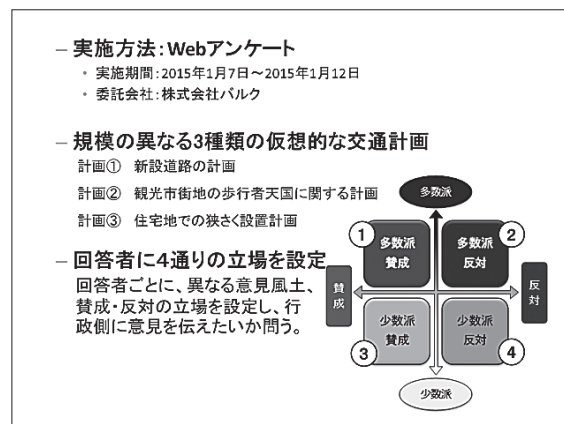 – 実施方法：Webアンケート
・ 実施期間：2015年1月7日～2015年1月12日
・ 委託会社：株式会社バルク
– 規模の異なる3種類の仮想的な交通計画
計画① 新設道路の計画
計画② 観光市街地の歩行者天国に関する計画
計画③ 住宅地での狭さく設置計画
– 回答者に4通りの立場を設定
回答者ごとに、異なる意見風土、
賛成・反対の立場を設定し、行
政側に意見を伝えたいか問う。
多数派
1
多数派
賛成
2
多数派
反対
賛成
反対
3
少数派
賛成
4
少数派
反対
少数派